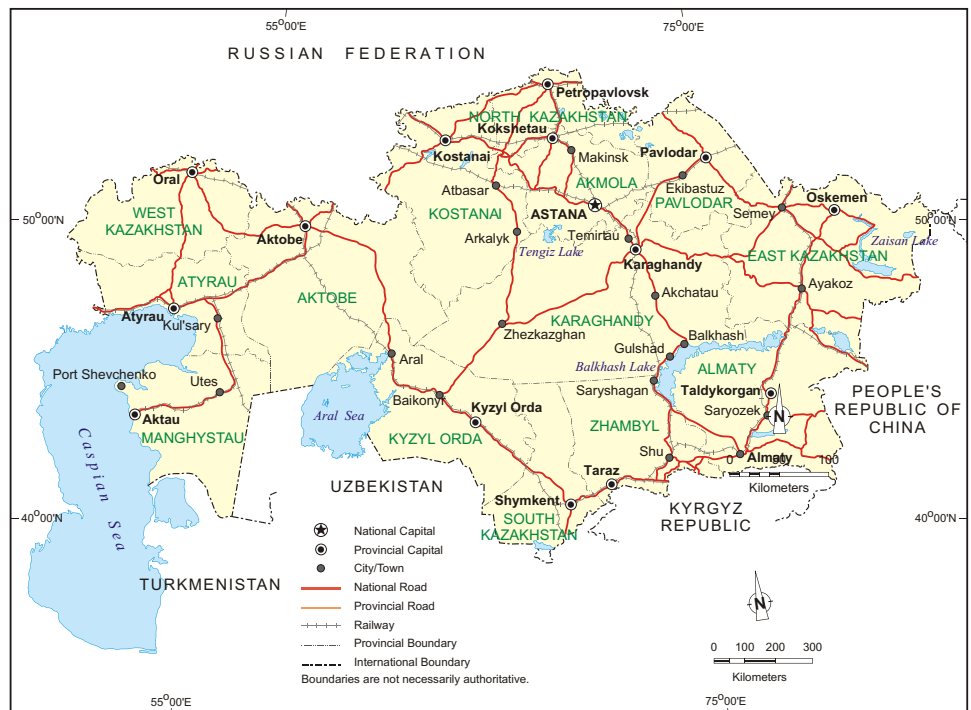 55°00'E
75°00'E
RUSSIAN FEDERATION
Petropavlovsk
NORTH KAZAKHSTAN
Kokshetau
Kostanai
Makinsk
Pavlodar
Oral
Atbasar
AKMOLA
Ekibastuz
PAVLODAR
Oskemen
50°00'N
WEST
KAZAKHSTAN
KOSTANAI
ASTANA
Semey
50°00'N
Aktobe
Arkalyk
Temirtau
Tengiz Lake
Zaisan Lake
Karaghandy
EAST KAZAKHSTAN
ATYRAU
AKTOBE
Akchatau
Ayakoz
Atyrau
Kul'sary
KARAGHANDY
Zhezkazghan
Balkhash
Gulshad
Aral
Balkhash Lake
ALMATY
Port Shevchenko
Utes
Saryshagan
Taldykorgan
PEOPLE'S
REPUBLIC OF
CHINA
Baikonyr
Aral Sea
Kyzyl Orda
Saryozek
N
Aktau
MANGHYSTAU
KYZYL ORDA
ZHAMBYL
Caspian Sea
Shu
Almaty
0 50 100
Kilometers
Taraz
UZBEKISTAN
Shymkent
KYRGYZ
REPUBLIC
40°00'N
SOUTH
KAZAKHSTAN
40°00'N
TURKMENISTAN
National Capital
Provincial Capital
City/Town
National Road
Provincial Road
Railway
Provincial Boundary
International Boundary
Boundaries are not necessarily authoritative.
N
0 100 200 300
Kilometers
55°00'E
75°00'E